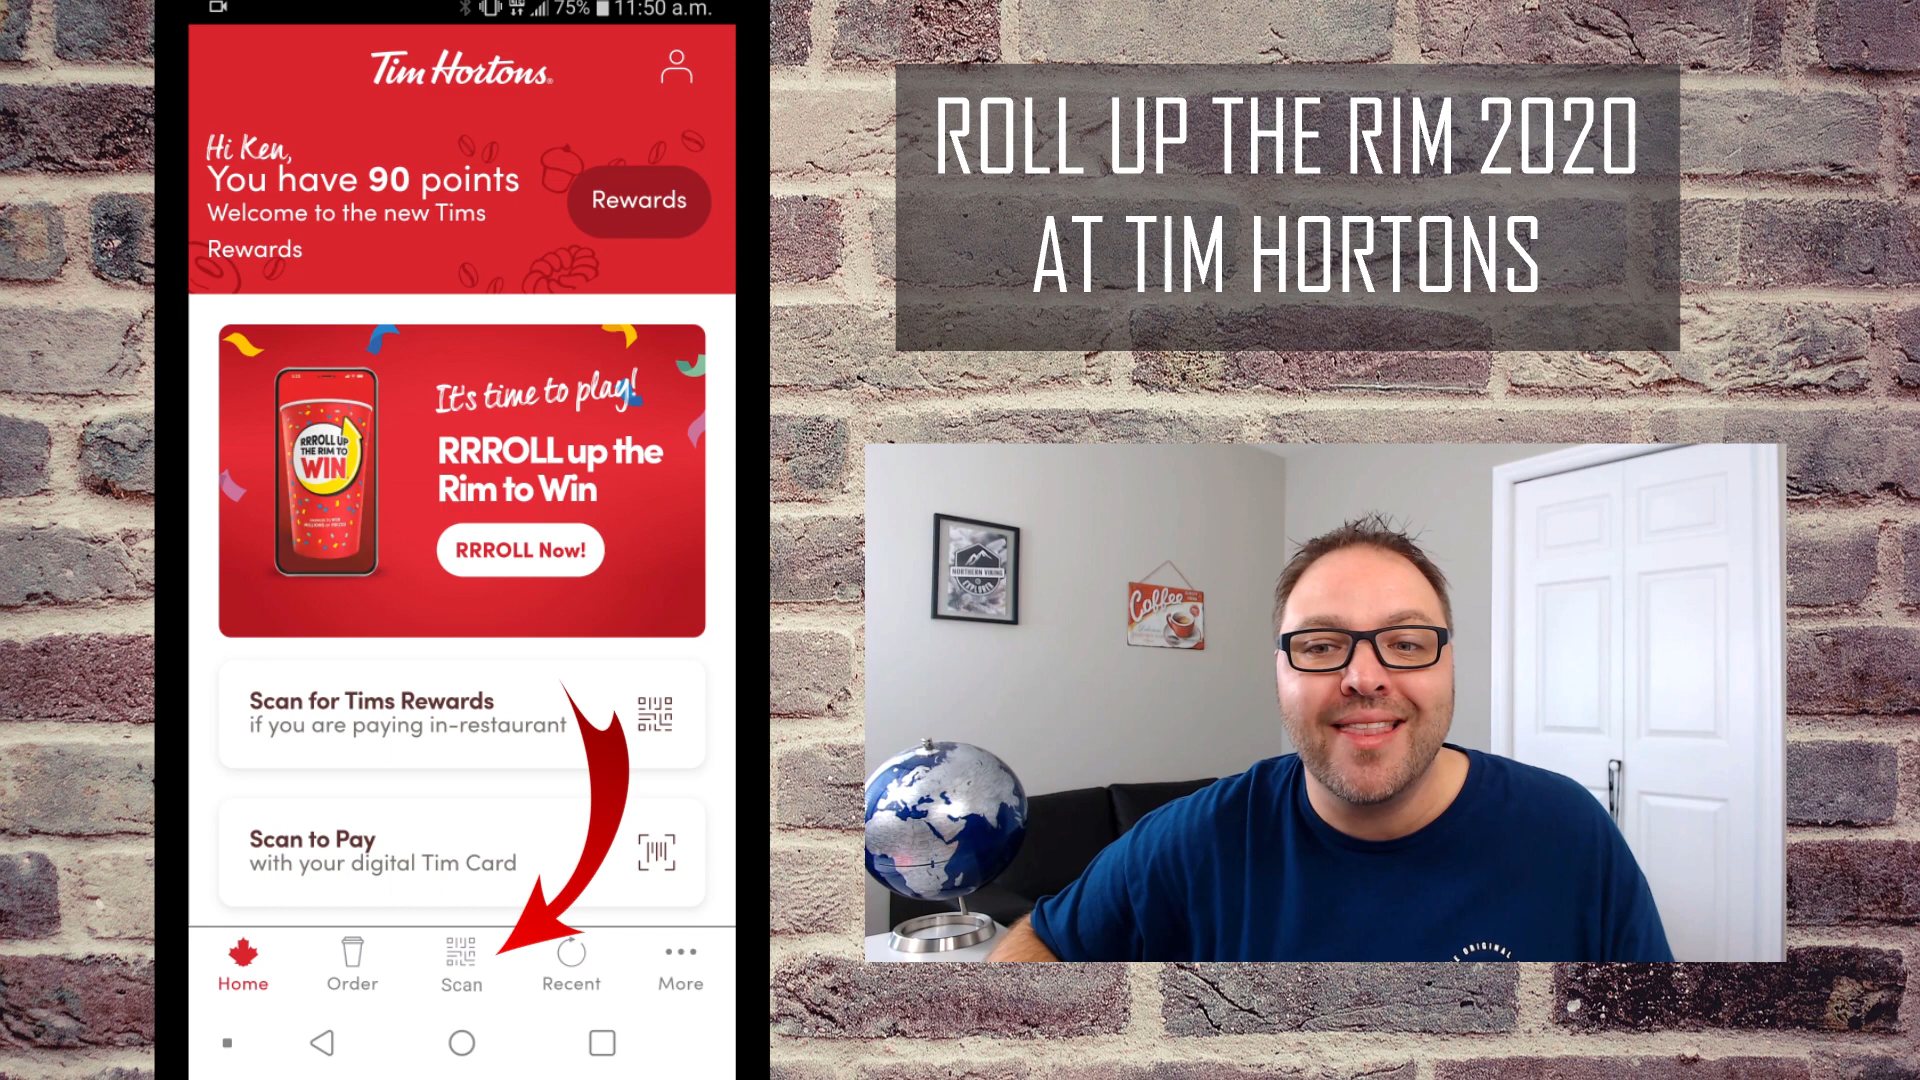 75% 11:50 a.m.
Tim Hortons
Hi Ken,
You have 90 points
Welcome to the new Tims
Rewards
Rewards
It's time to play!
RRROLL up the
Rim to Win
RRROLL Now!
RRROLL UP
THE RIM TO
WIN
Scan for Tims Rewards
if you are paying in-restaurant
Scan to Pay
with your digital Tim Card
Home
Order
Scan
Recent
More
ROLL UP THE RIM 2020
AT TIM HORTONS
NORTHERN VIKING
EXPLORER
Coffee
ORIGINAL